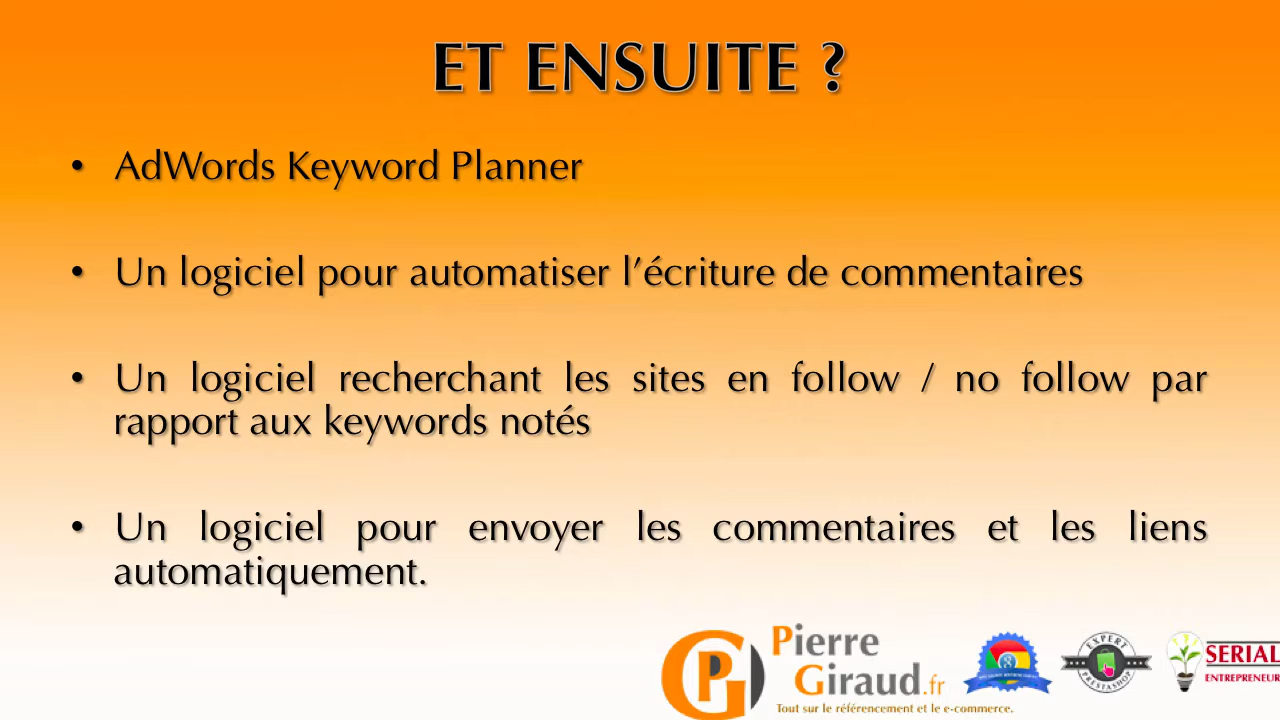 ET ENSUITE ?
• AdWords Keyword Planner
• Un logiciel pour automatiser l’écriture de commentaires
• Un logiciel recherchant les sites en follow / no follow par
rapport aux keywords notés
• Un logiciel pour envoyer les commentaires et les liens
automatiquement.
PG
Pierre
Giraud.fr
Tout sur le référencement et le e-commerce.
EXPERT
PRESTASHOP
SERIAL
ENTREPRENEUR